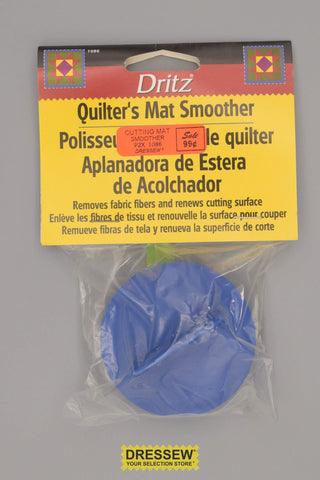 1086
Dritz®
Quilter's Mat Smoother
Polisseu le quilter
CUTTING MAT
SMOOTHER
PZX 1086
DRESSEW
Sale
99¢
Aplanadora de Estera
de Acolchador
Removes fabric fibers and renews cutting surface
Enlève les fibres de tissu et renouvelle la surface pour couper
Remueve fibras de tela y renueva la superficie de corte
DRESSEW
YOUR SELECTION STORE